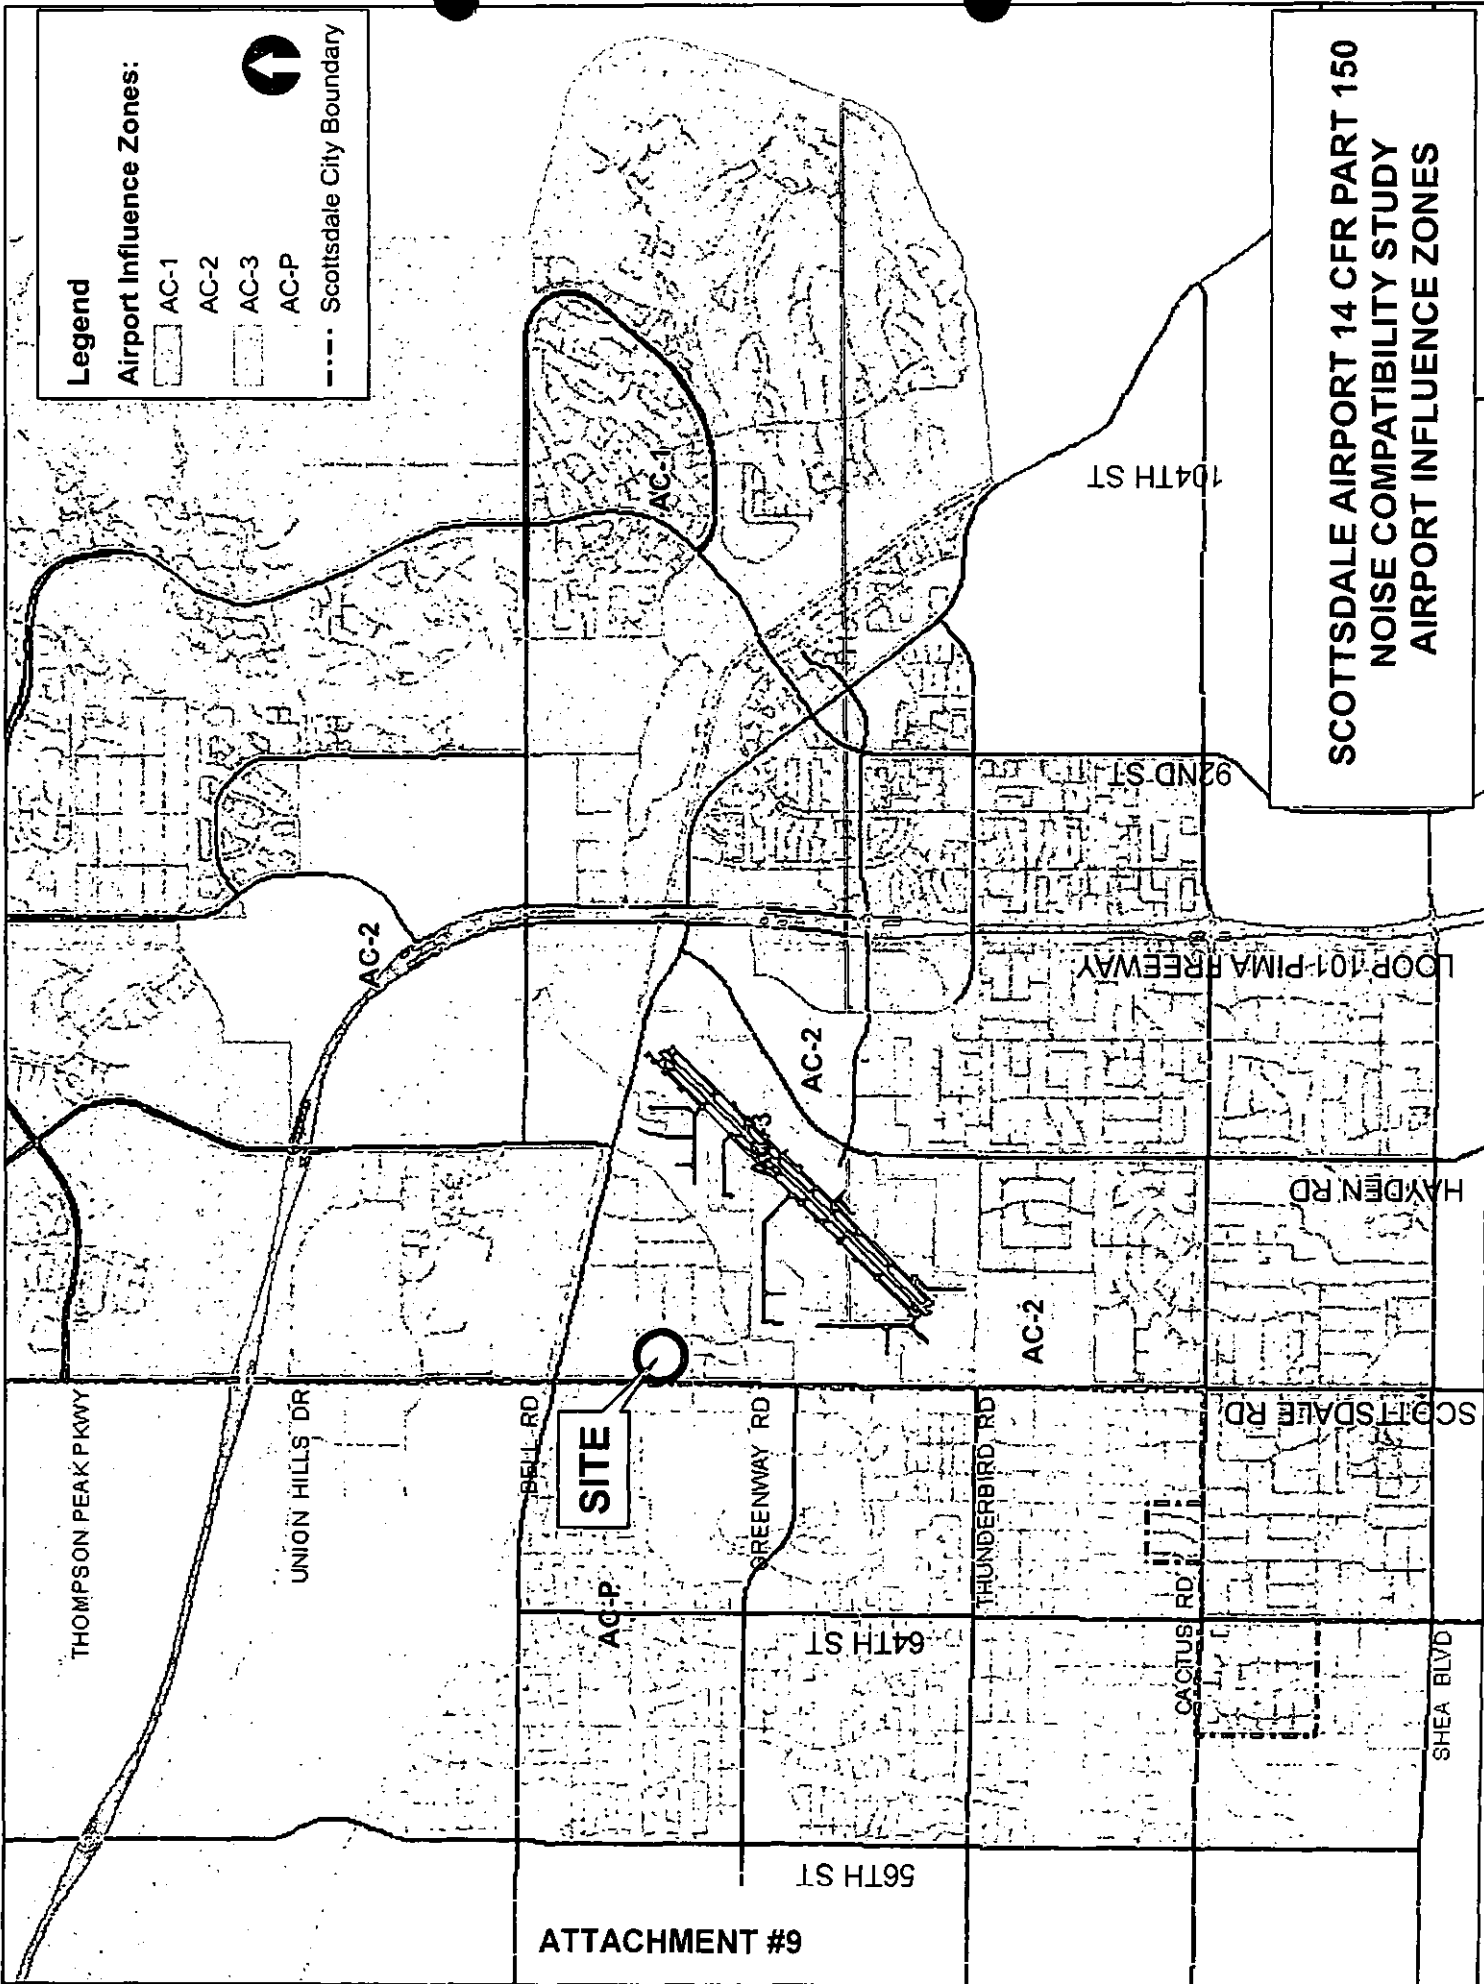 Legend
Airport Influence Zones:
AC-1
AC-2
AC-3
AC-P
Scottsdale City Boundary
THOMPSON PEAK PKWY
UNION HILLS DR
BELL RD
SITE
AC-P
GREENWAY RD
THUNDERBIRD RD
CACTUS RD
SHEA BLVD
56TH ST
64TH ST
SCOTTSDALE RD
HAYDEN RD
LOOP 101 PIMA FREEWAY
92ND ST
104TH ST
AC-1
AC-2
AC-2
AC-2
SCOTTSDALE AIRPORT 14 CFR PART 150
NOISE COMPATIBILITY STUDY
AIRPORT INFLUENCE ZONES
ATTACHMENT #9